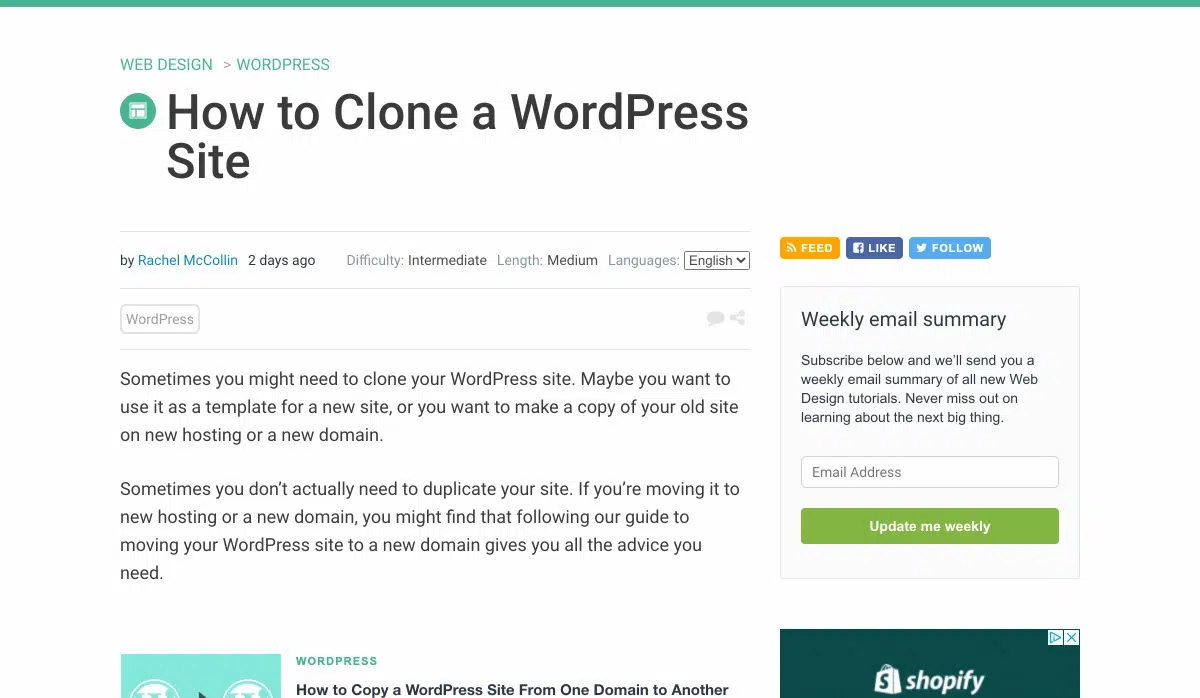 WEB DESIGN > WORDPRESS
How to Clone a WordPress
Site
by Rachel McCollin 2 days ago Difficulty: Intermediate Length: Medium Languages: English
WordPress
Sometimes you might need to clone your WordPress site. Maybe you want to
use it as a template for a new site, or you want to make a copy of your old site
on new hosting or a new domain.
Sometimes you don’t actually need to duplicate your site. If you’re moving it to
new hosting or a new domain, you might find that following our guide to
moving your WordPress site to a new domain gives you all the advice you
need.
WORDPRESS
How to Copy a WordPress Site From One Domain to Another
FEED LIKE FOLLOW
Weekly email summary
Subscribe below and we’ll send you a
weekly email summary of all new Web
Design tutorials. Never miss out on
learning about the next big thing.
Email Address
Update me weekly
shopify